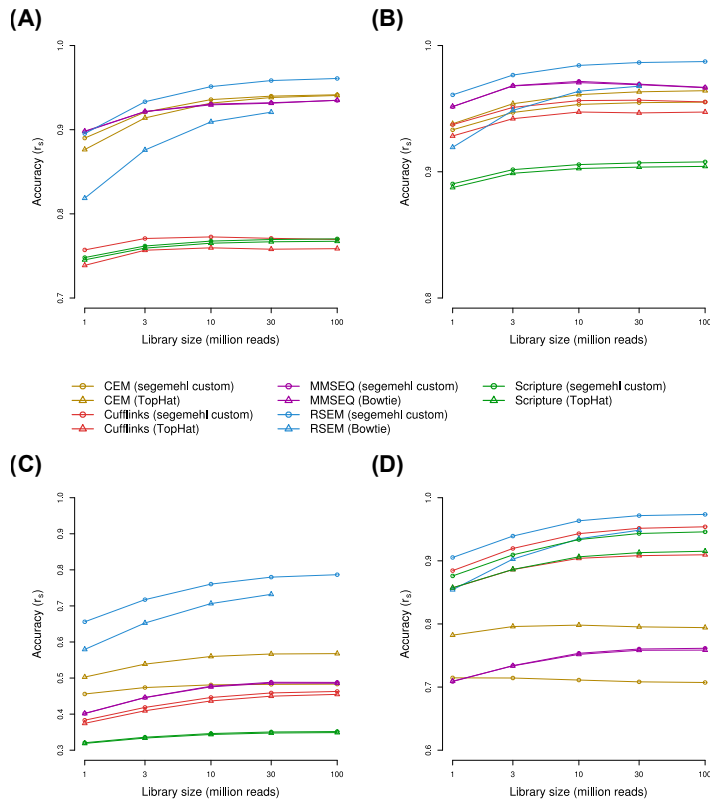 (A)
(B)
Accuracy (rs)
1.0
0.9
0.8
0.7
1
3
10
30
100
Library size (million reads)
Accuracy (rs)
1.0
0.9
0.8
1
3
10
30
100
Library size (million reads)
CEM (segemehl custom)
CEM (TopHat)
Cufflinks (segemehl custom)
Cufflinks (TopHat)
MMSEQ (segemehl custom)
MMSEQ (Bowtie)
RSEM (segemehl custom)
RSEM (Bowtie)
Scripture (segemehl custom)
Scripture (TopHat)
(C)
(D)
Accuracy (rs)
1.0
0.9
0.8
0.7
0.6
0.5
0.4
0.3
1
3
10
30
100
Library size (million reads)
Accuracy (rs)
1.0
0.9
0.8
0.7
0.6
1
3
10
30
100
Library size (million reads)